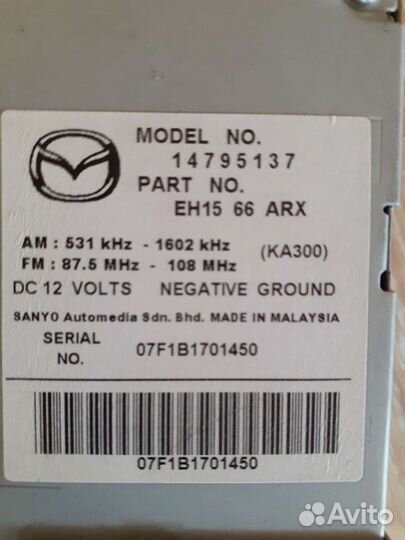 MODEL NO.
14795137
PART NO.
EH15 66 ARX
AM : 531 kHz - 1602 kHz
(KA300)
FM : 87.5 MHz - 108 MHz
DC 12 VOLTS NEGATIVE GROUND
SANYO Automedia Sdn. Bhd. MADE IN MALAYSIA
SERIAL NO. 07F1B1701450
07F1B1701450
Avito